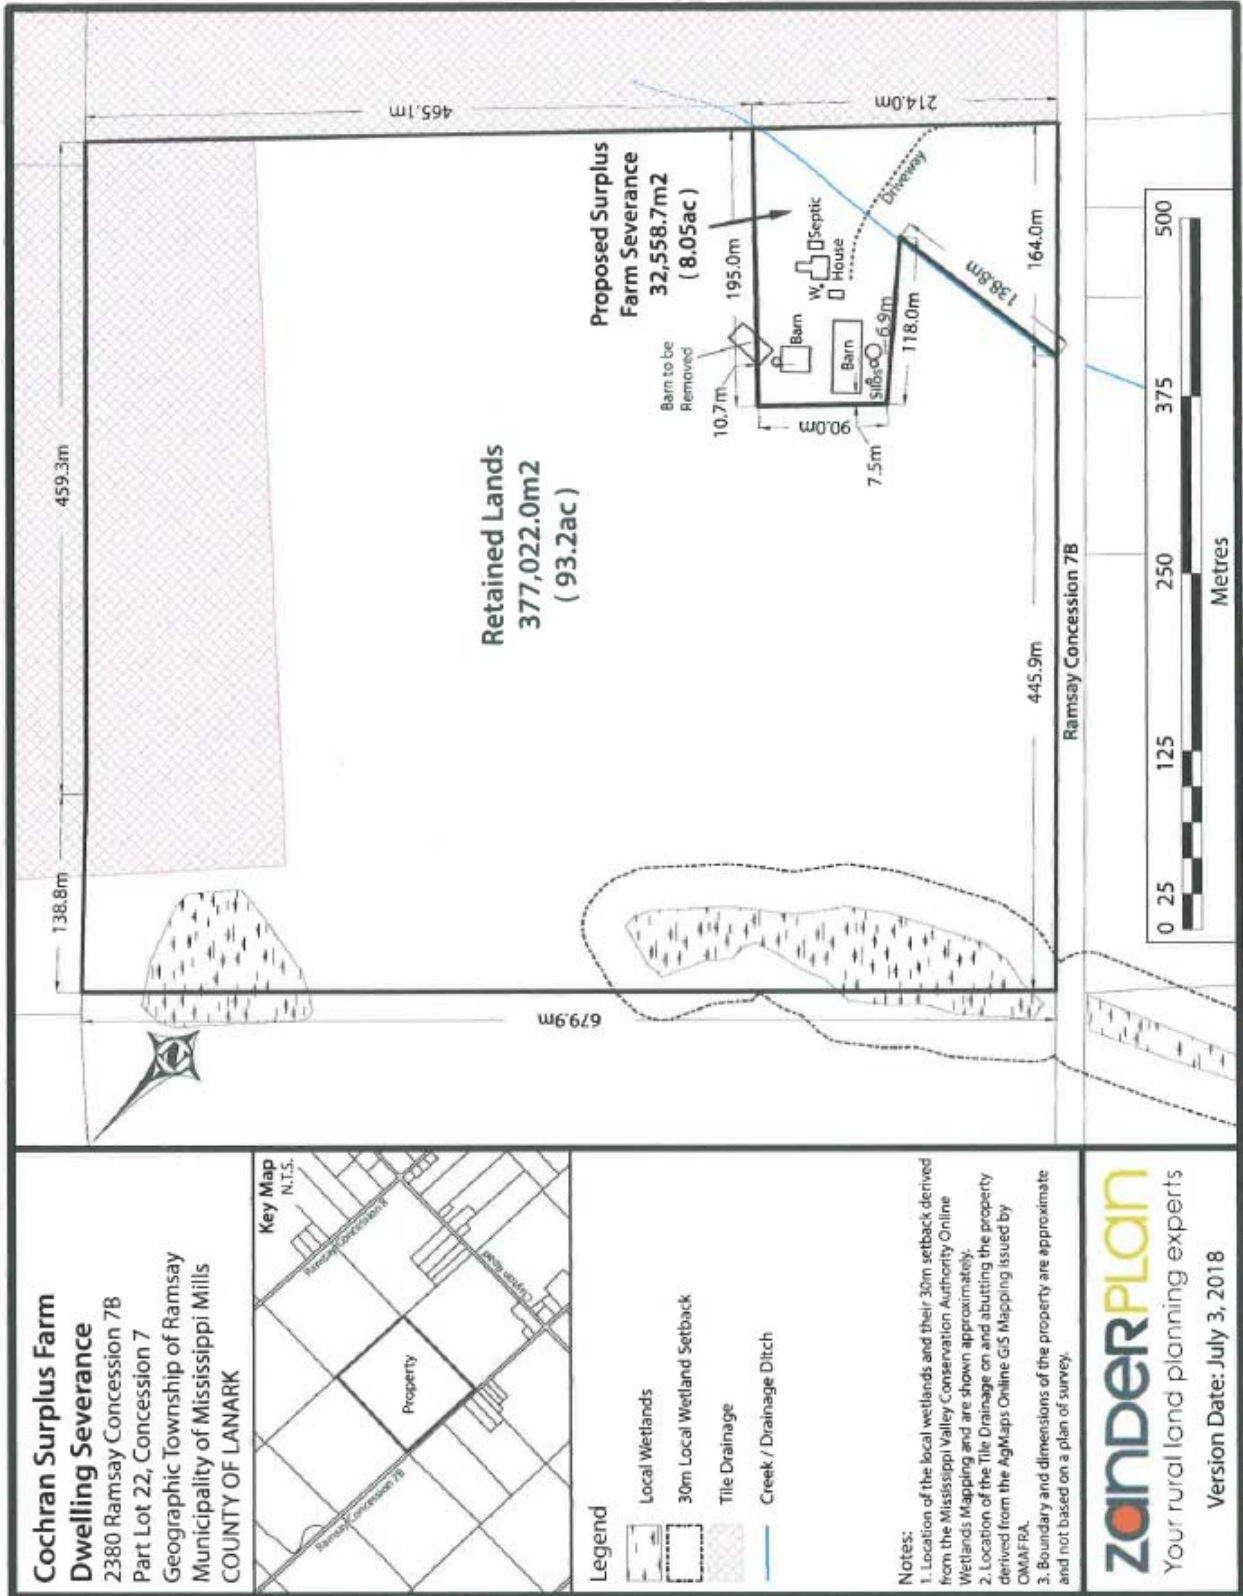 Cochran Surplus Farm
Dwelling Severance
2380 Ramsay Concession 7B
Part Lot 22, Concession 7
Geographic Township of Ramsay
Municipality of Mississippi Mills
COUNTY OF LANARK
Key Map
N.T.S.
Ramsay Concession 8
Clayton Road
Property
Ramsay Concession 7B
Legend
Local Wetlands
30m Local Wetland Setback
Tile Drainage
Creek / Drainage Ditch
Notes:
1. Location of the local wetlands and their 30m setback derived
from the Mississippi Valley Conservation Authority Online
Wetlands Mapping and are shown approximately.
2. Location of the Tile Drainage on and abutting the property
derived from the AgMaps Online GIS Mapping issued by
OMAFRA.
3. Boundary and dimensions of the property are approximate
and not based on a plan of survey.
ZanDERPLan
Your rural land planning experts
Version Date: July 3, 2018
138.8m
459.3m
465.1m
679.9m
Retained Lands
377,022.0m2
( 93.2ac )
Proposed Surplus
Farm Severance
32,558.7m2
( 8.05ac )
Barn to be
Removed
10.7m
195.0m
214.0m
Barn
W
Septic
House
Driveway
90.0m
Barn
Silos
6.9m
7.5m
118.0m
138.8m
445.9m
164.0m
Ramsay Concession 7B
0 25 125 250 375 500
Metres